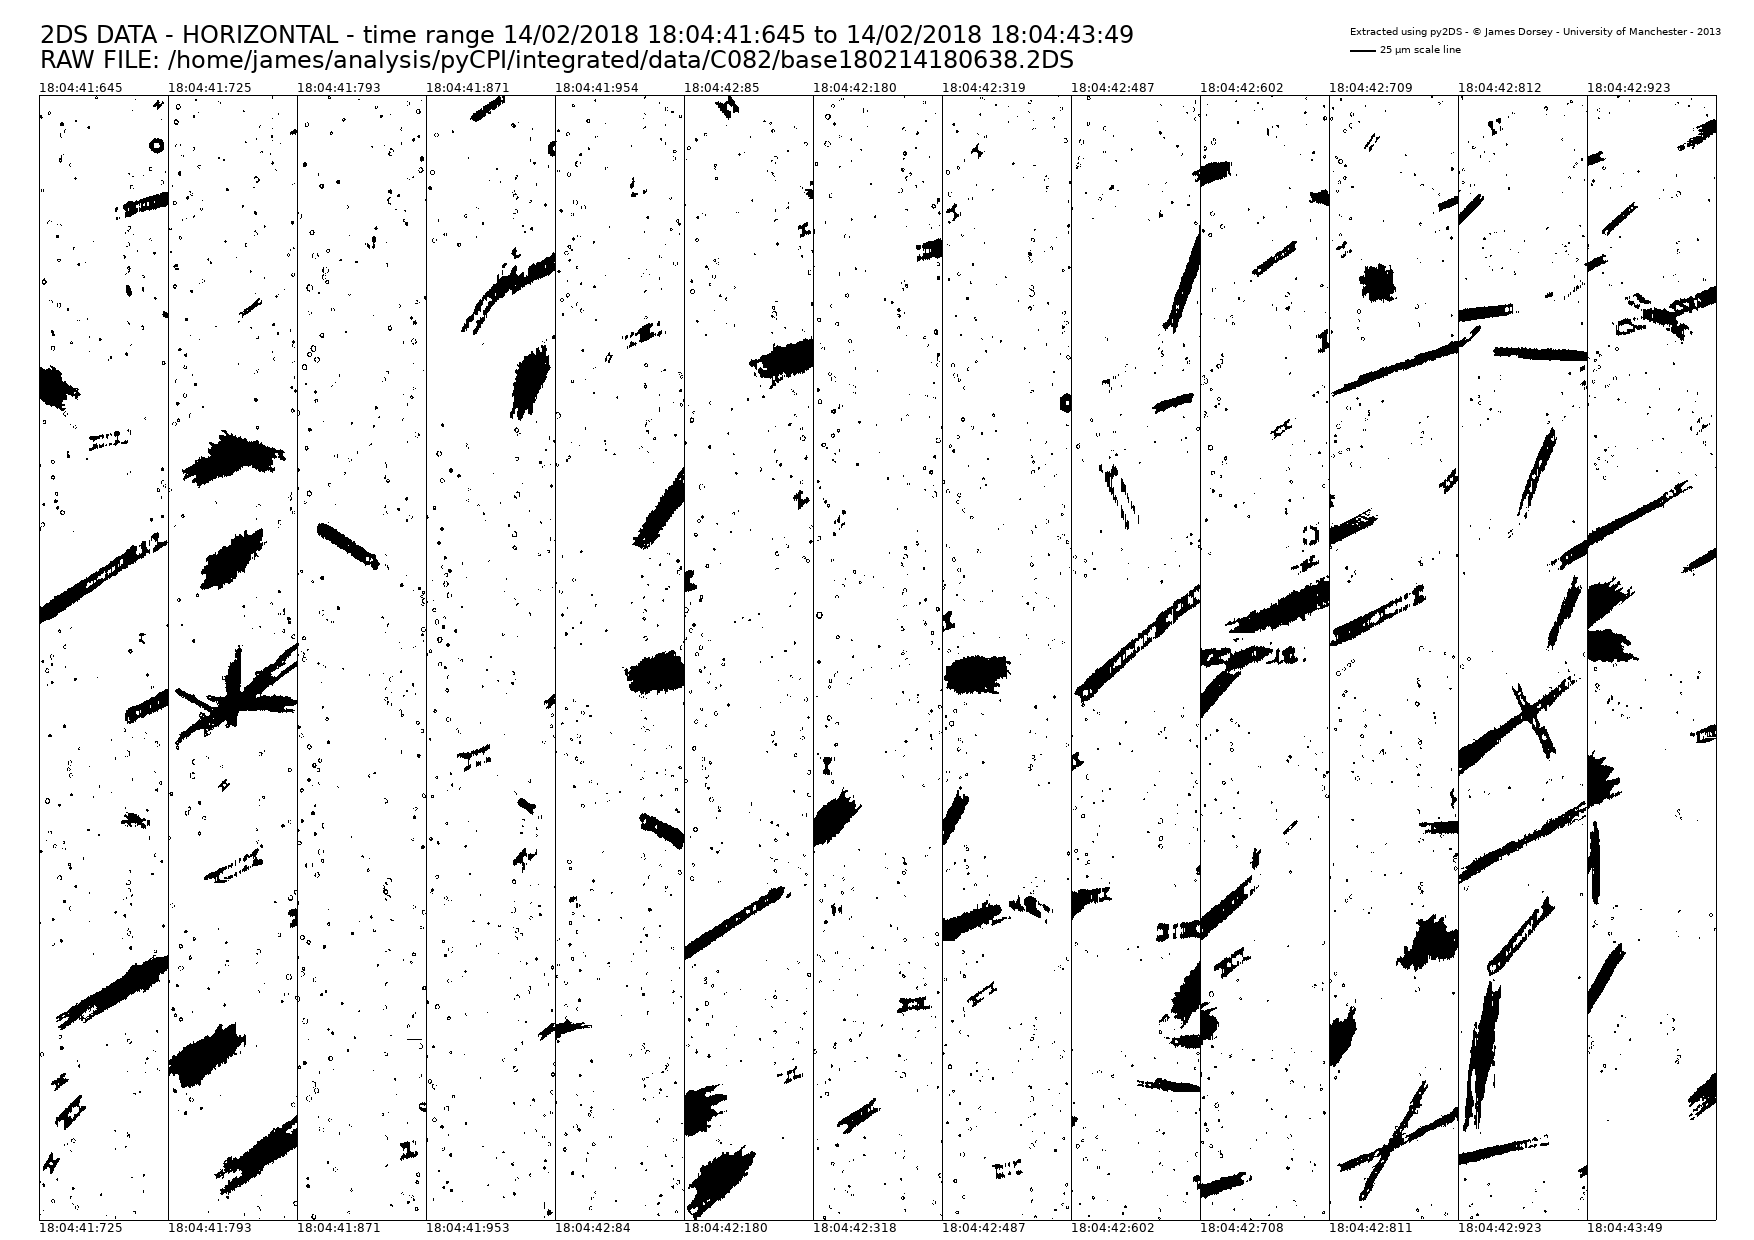 2DS DATA - HORIZONTAL - time range 14/02/2018 18:04:41:645 to 14/02/2018 18:04:43:49
RAW FILE: /home/james/analysis/pyCPI/integrated/data/C082/base180214180638.2DS
Extracted using py2DS - © James Dorsey - University of Manchester - 2013
25 µm scale line
18:04:41:645 18:04:41:725 18:04:41:793 18:04:41:871 18:04:41:954 18:04:42:85 18:04:42:180 18:04:42:319 18:04:42:487 18:04:42:602 18:04:42:709 18:04:42:812 18:04:42:923
18:04:41:725 18:04:41:793 18:04:41:871 18:04:41:953 18:04:42:84 18:04:42:180 18:04:42:318 18:04:42:487 18:04:42:602 18:04:42:708 18:04:42:811 18:04:42:923 18:04:43:49